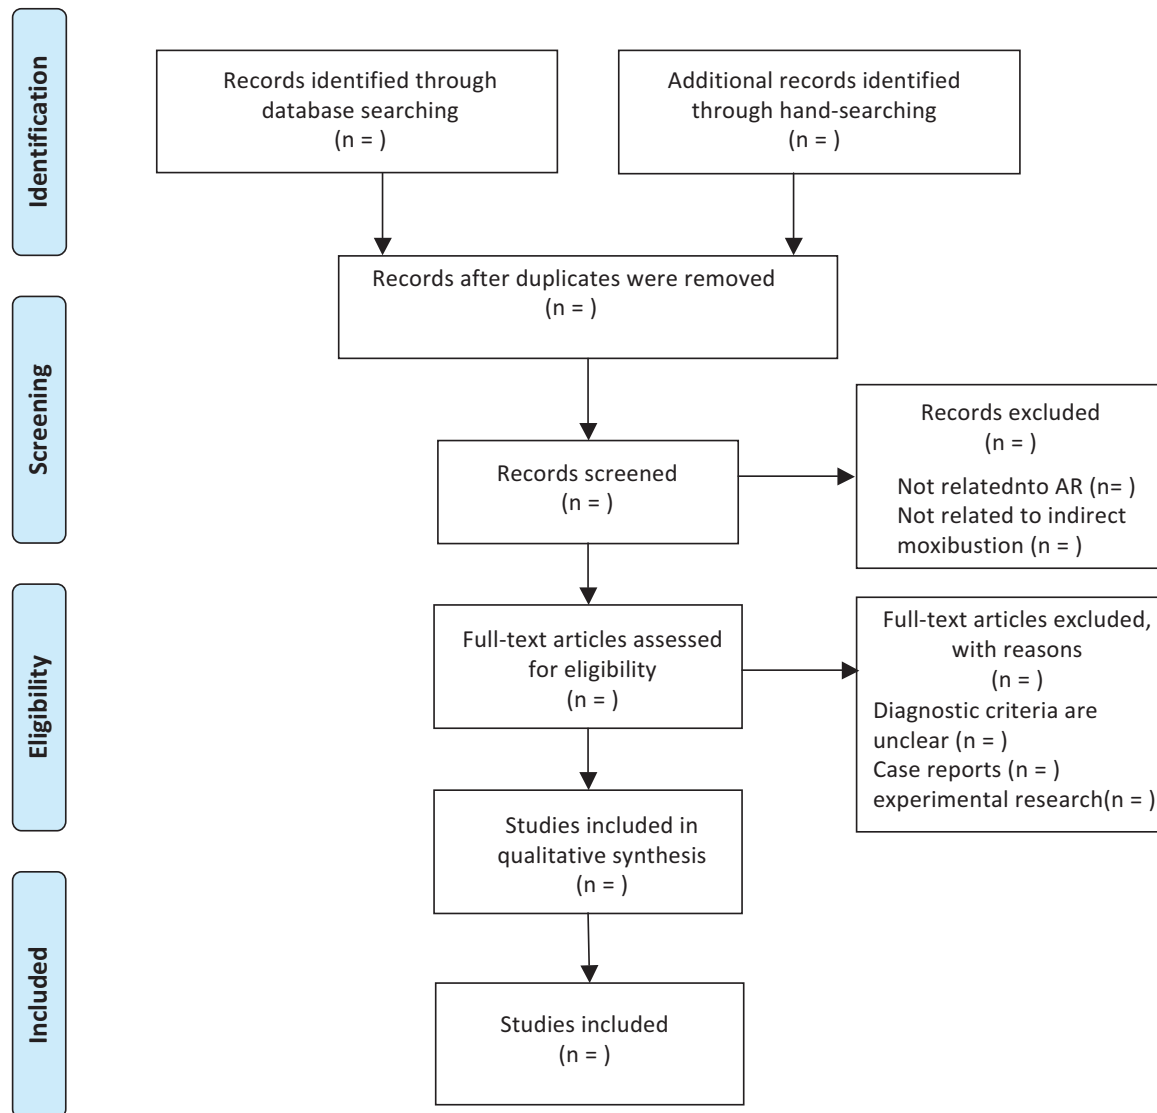 Identification
Records identified through
database searching
(n = )
Additional records identified
through hand-searching
(n = )
Records after duplicates were removed
(n = )
Screening
Records screened
(n = )
Records excluded
(n = )
Not relatednto AR (n= )
Not related to indirect
moxibustion (n = )
Eligibility
Full-text articles assessed
for eligibility
(n = )
Full-text articles excluded,
with reasons
(n = )
Diagnostic criteria are
unclear (n = )
Case reports (n = )
experimental research(n = )
Studies included in
qualitative synthesis
(n = )
Included
Studies included
(n = )